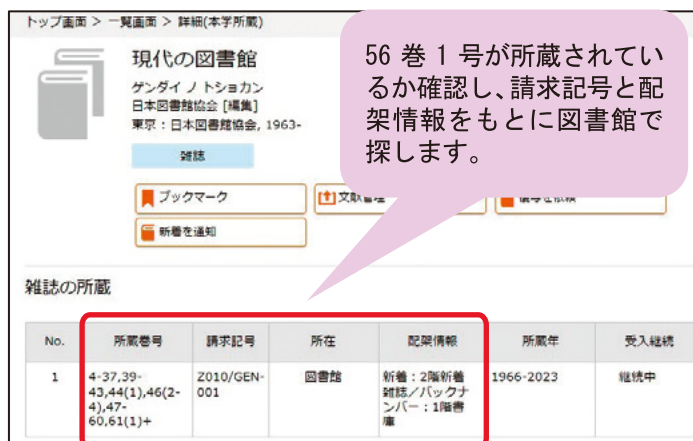 トップ画面 > 一覧画面 > 詳細(本学所蔵)
現代の図書館
ゲンダイ ノ トショカン
日本図書館協会 [編集]
東京 : 日本図書館協会, 1963-
雑誌
56 巻 1 号が所蔵されてい
るか確認し、請求記号と配
架情報をもとに図書館で
探します。
ブックマーク
文献管理
複写を依頼
新着を通知
雑誌の所蔵
No. 所蔵巻号 請求記号 所在 配架情報 所蔵年 受入継続
1 4-37,39- Z010/GEN- 図書館 新着：2階新着 1966-2023 継続中
43,44(1),46(2- 001 雑誌／バックナ
4),47- ンバー：1階書
60,61(1)+ 庫